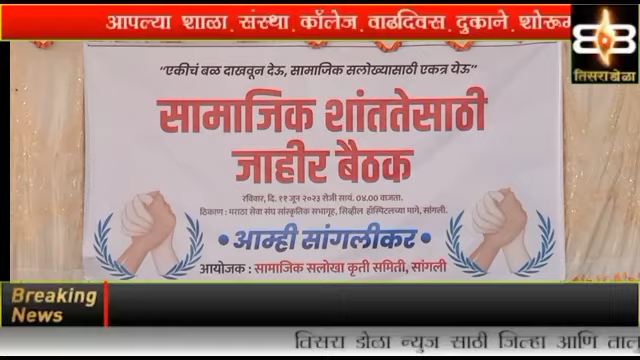 आपल्या शाळा, संस्था, कॉलेज, वाढदिवस, दुकाने, शोरूम
तिसरा डोळा
“एकीचं बळ दाखवून देऊ, सामाजिक सलोख्यासाठी एकत्र येऊ”
सामाजिक शांततेसाठी
जाहीर बैठक
रविवार, दि. ११ जून २०२३ रोजी सायं. ०४.०० वाजता.
ठिकाण : मराठा सेवा संघ सांस्कृतिक सभागृह, सिव्हील हॉस्पिटलच्या मागे, सांगली.
• आम्ही सांगलीकर •
आयोजक : सामाजिक सलोखा कृती समिती, सांगली
Breaking
News
तिसरा डोळा न्युज साठी जिल्हा आणि तालु